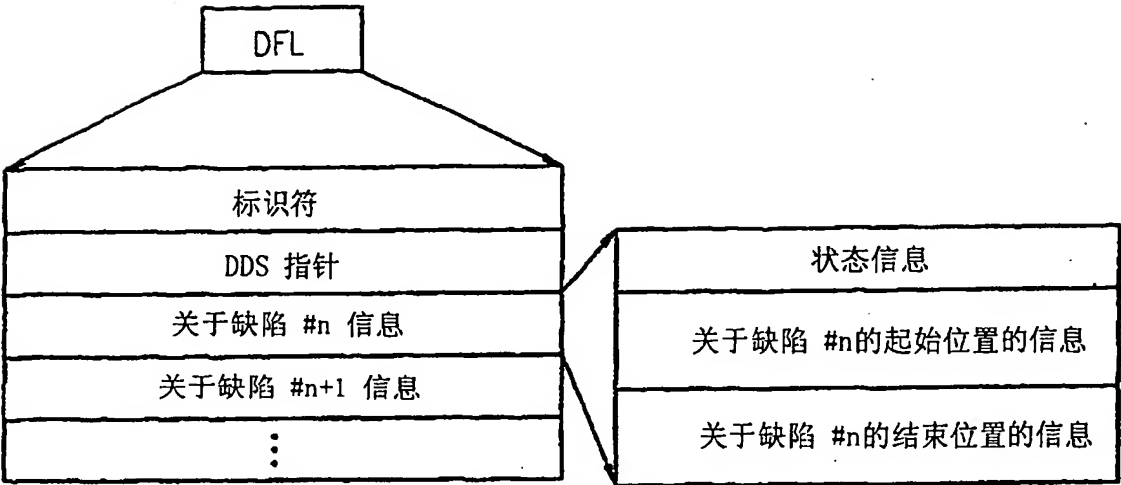 DFL
标识符
DDS 指针
关于缺陷 #n 信息
关于缺陷 #n+1 信息
⋮
状态信息
关于缺陷 #n的起始位置的信息
关于缺陷 #n的结束位置的信息